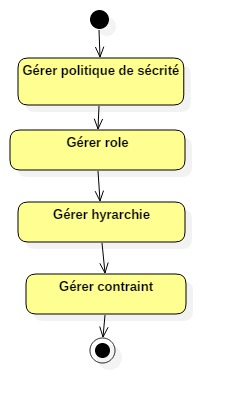 Gérer politique de sécrité
Gérer role
Gérer hyrarchie
Gérer contraint